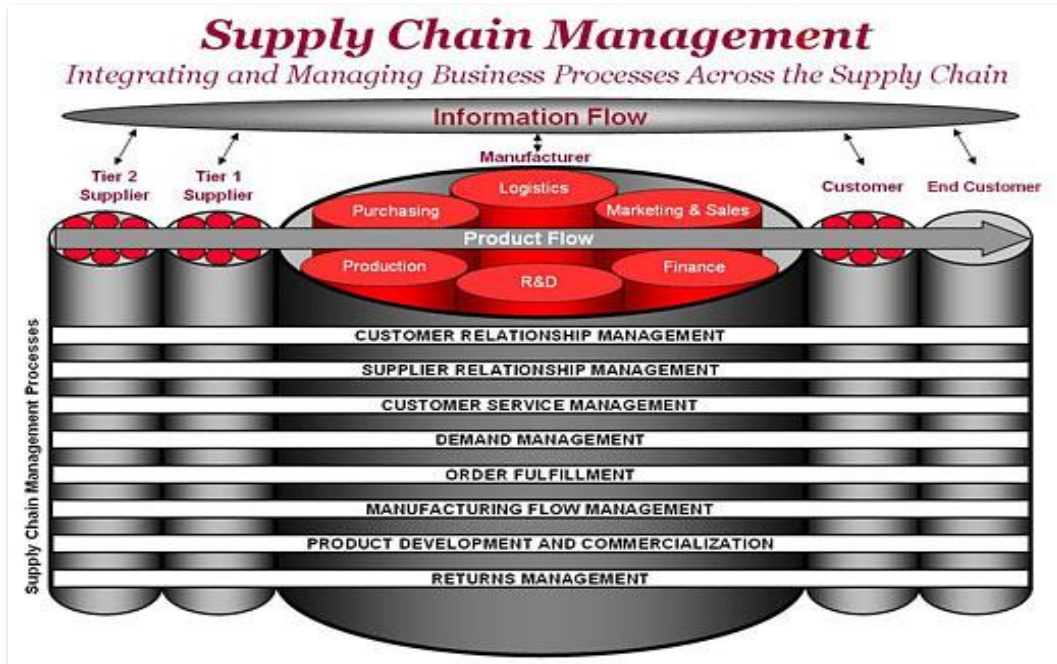 Supply Chain Management
Integrating and Managing Business Processes Across the Supply Chain
Information Flow
Tier 2
Supplier
Tier 1
Supplier
Manufacturer
Customer
End Customer
Logistics
Purchasing
Marketing & Sales
Product Flow
Production
R&D
Finance
Supply Chain Management Processes
CUSTOMER RELATIONSHIP MANAGEMENT
SUPPLIER RELATIONSHIP MANAGEMENT
CUSTOMER SERVICE MANAGEMENT
DEMAND MANAGEMENT
ORDER FULFILLMENT
MANUFACTURING FLOW MANAGEMENT
PRODUCT DEVELOPMENT AND COMMERCIALIZATION
RETURNS MANAGEMENT